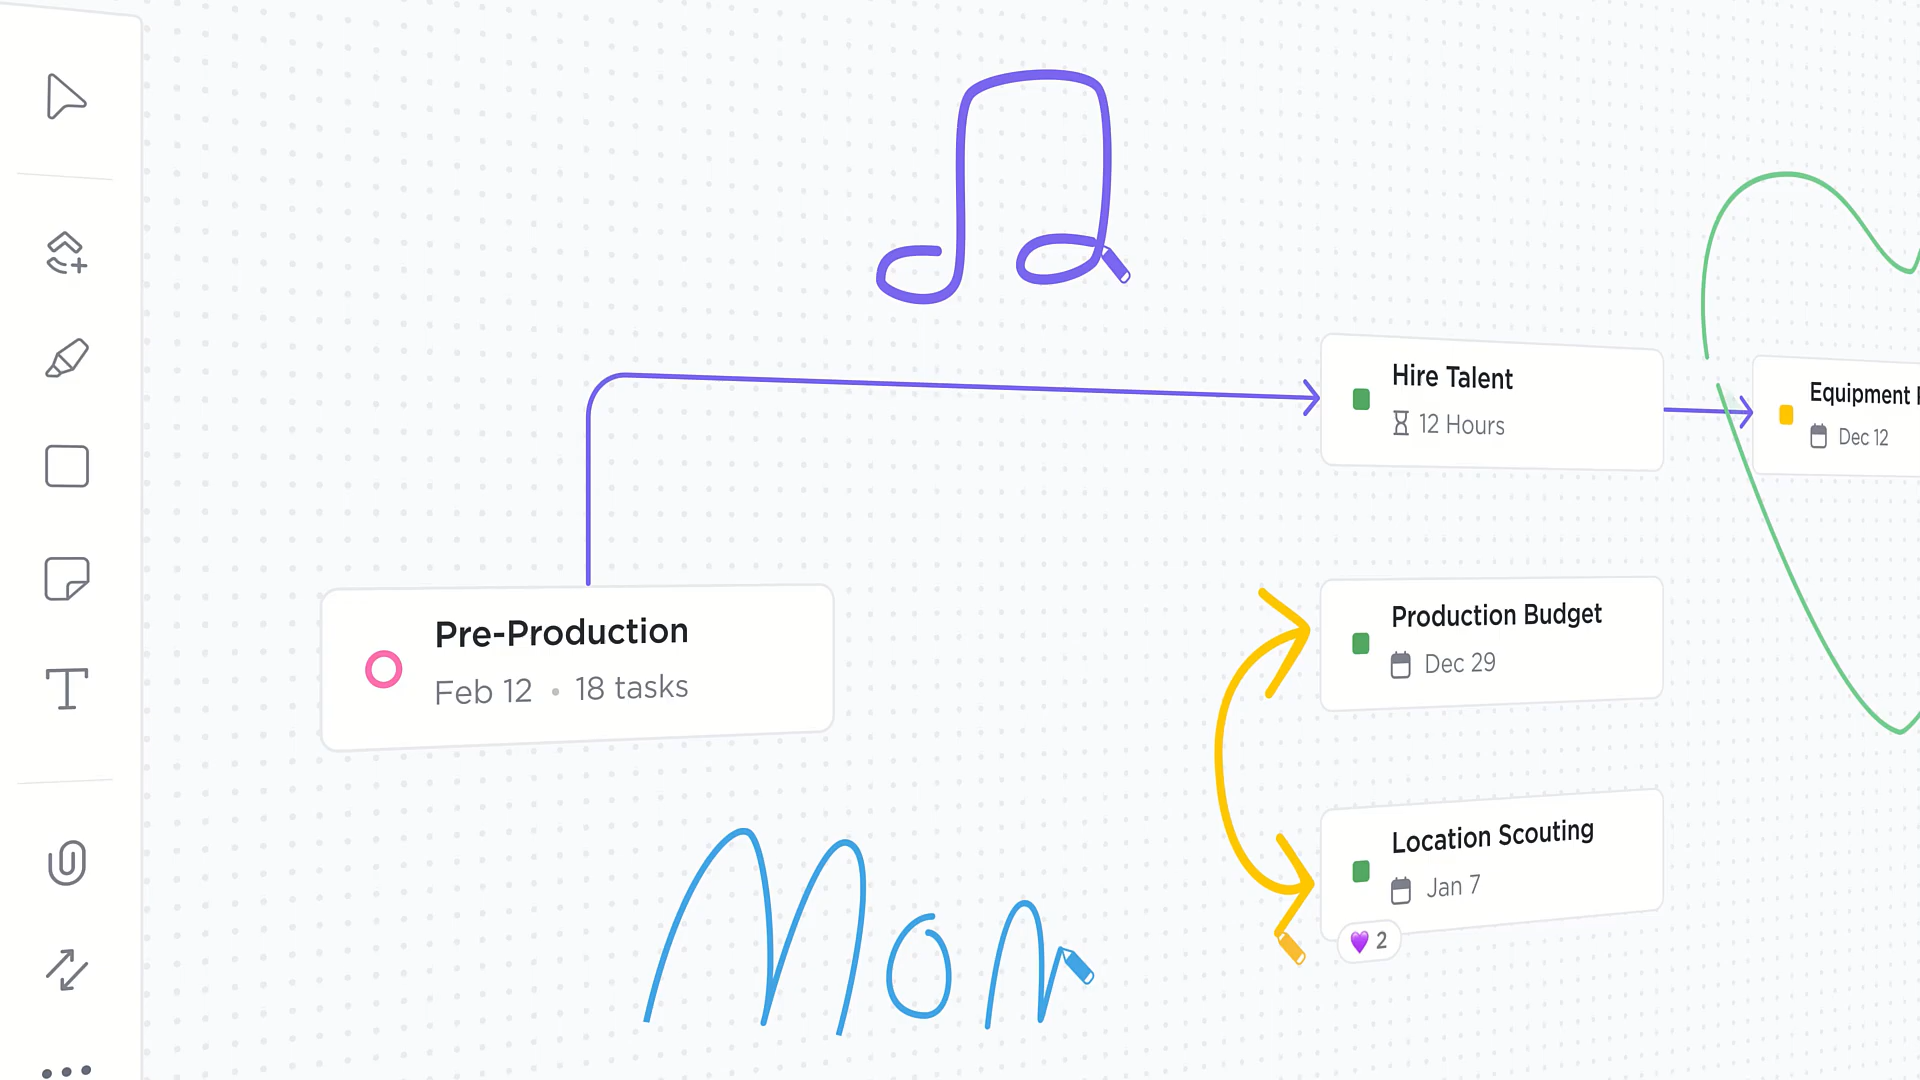 Hire Talent
12 Hours
Equipment
Dec 12
Pre-Production
Feb 12 • 18 tasks
Production Budget
Dec 29
Location Scouting
Jan 7
2
Mon